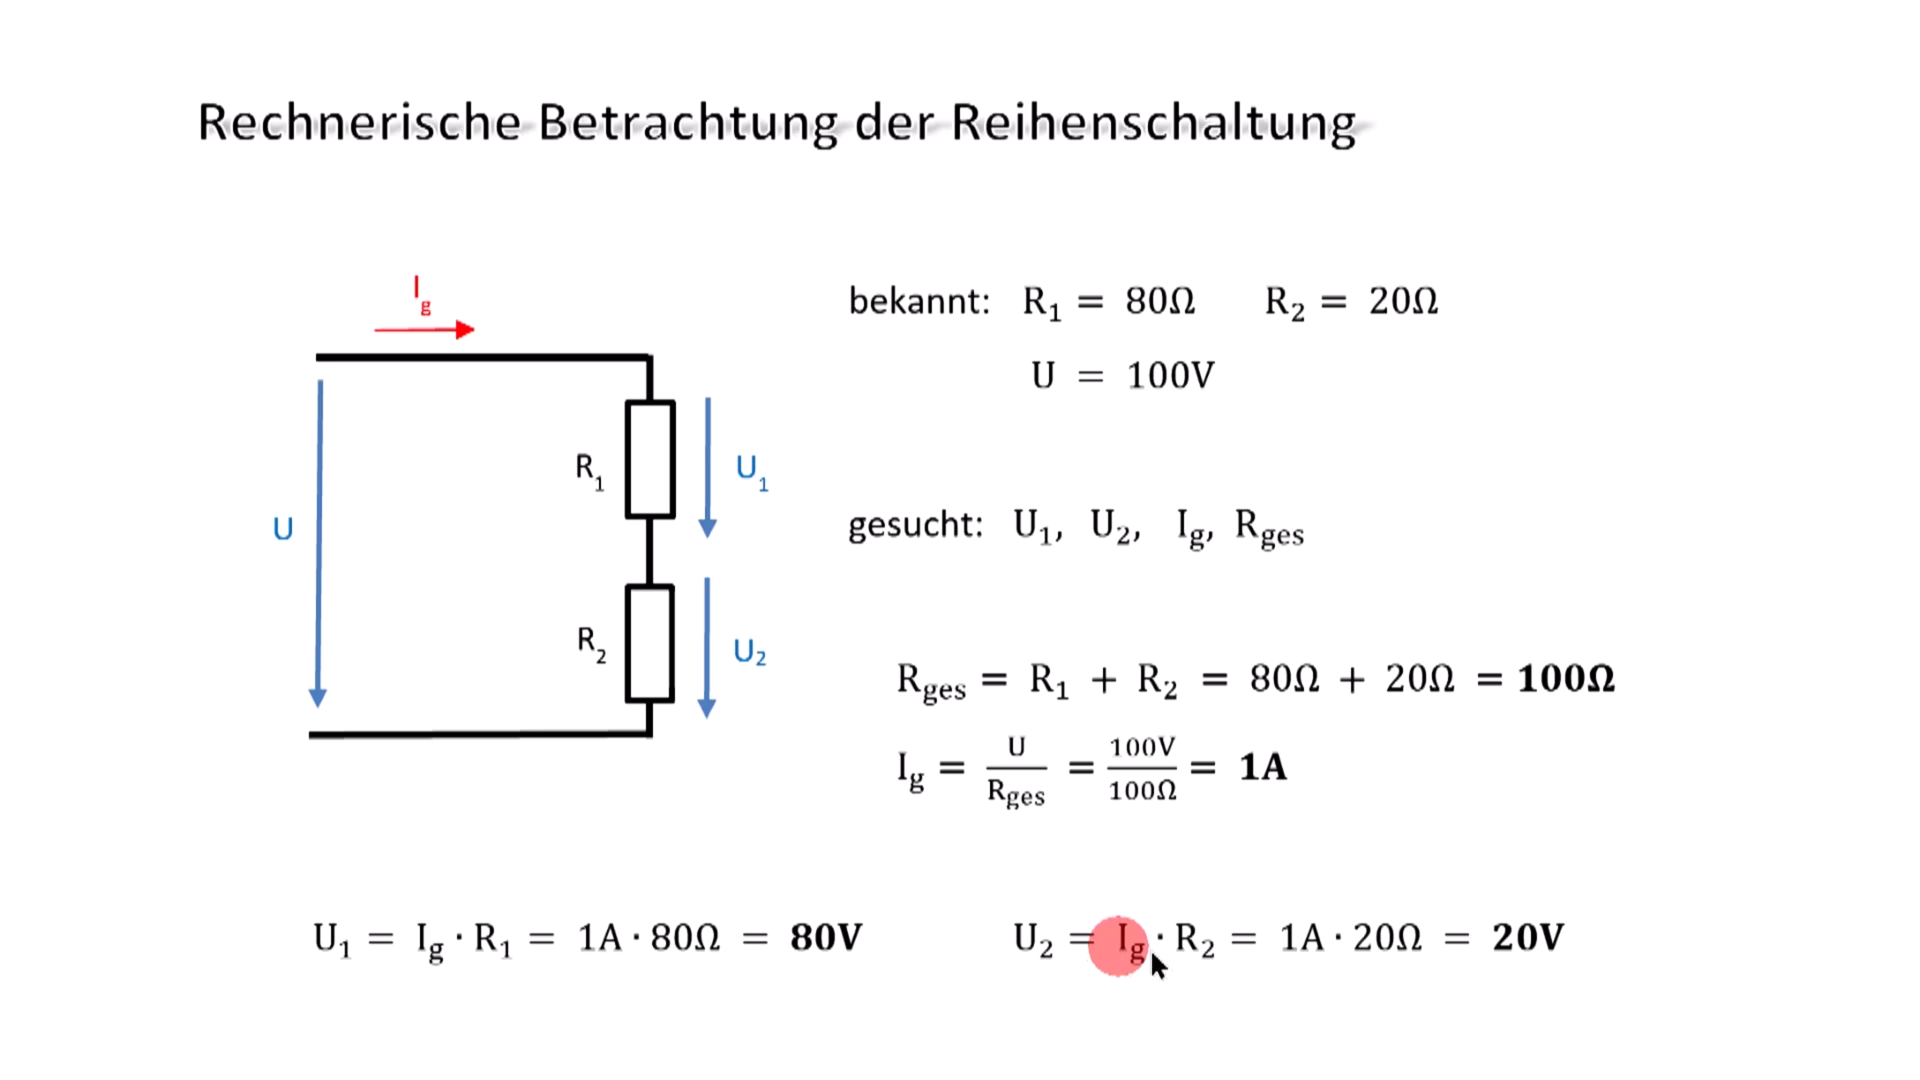 Rechnerische Betrachtung der Reihenschaltung
I_g
bekannt: R₁ = 80Ω R₂ = 20Ω
U = 100V
R₁
U₁
U
gesucht: U₁, U₂, I_g, R_ges
R₂
U₂
R_ges = R₁ + R₂ = 80Ω + 20Ω = 100Ω
I_g = U/R_ges = 100V/100Ω = 1A
U₁ = I_g · R₁ = 1A · 80Ω = 80V
U₂ = I_g · R₂ = 1A · 20Ω = 20V